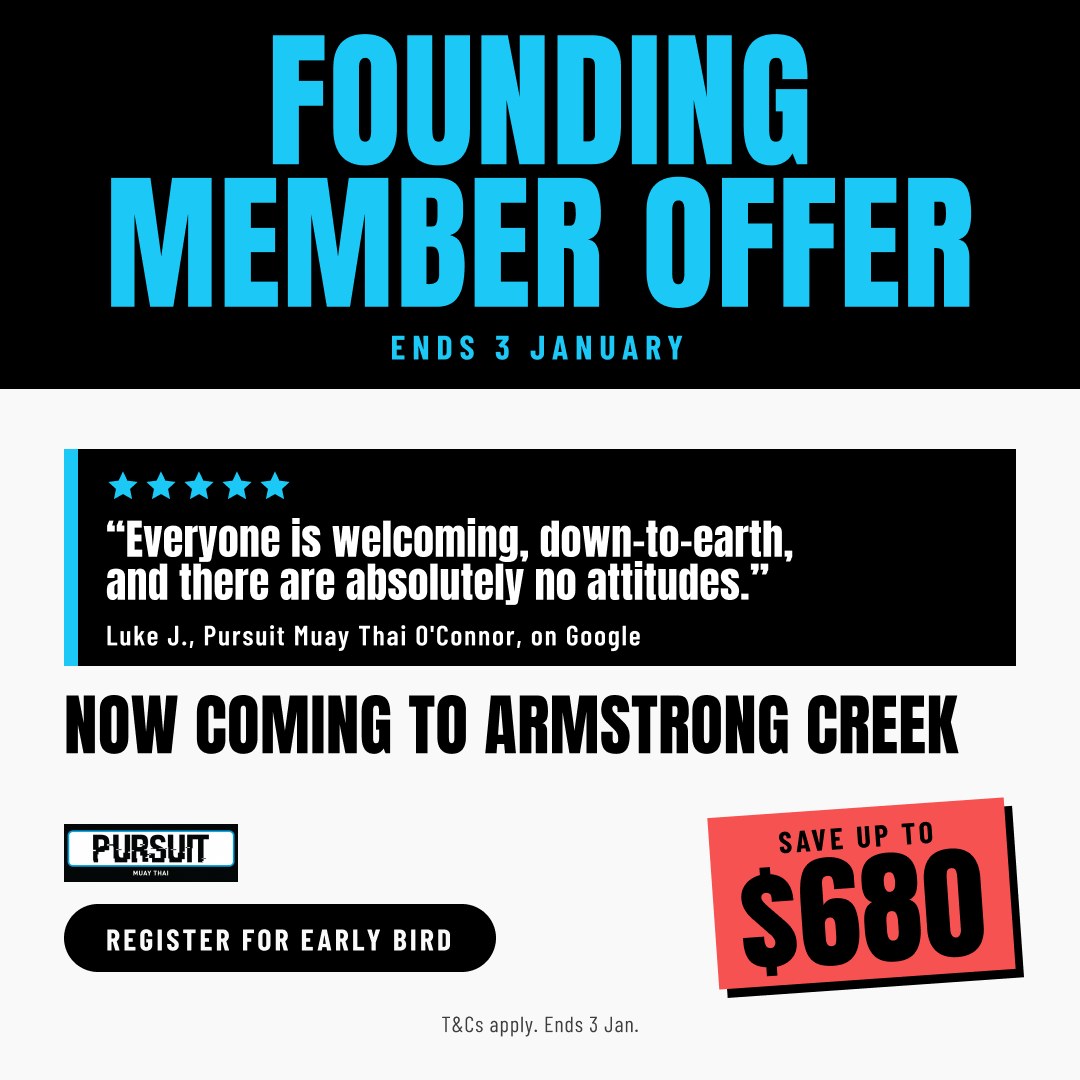 FOUNDING
MEMBER OFFER
ENDS 3 JANUARY
“Everyone is welcoming, down-to-earth,
and there are absolutely no attitudes.”
Luke J., Pursuit Muay Thai O'Connor, on Google
NOW COMING TO ARMSTRONG CREEK
PURSUIT
MUAY THAI
REGISTER FOR EARLY BIRD
SAVE UP TO
$680
T&Cs apply. Ends 3 Jan.